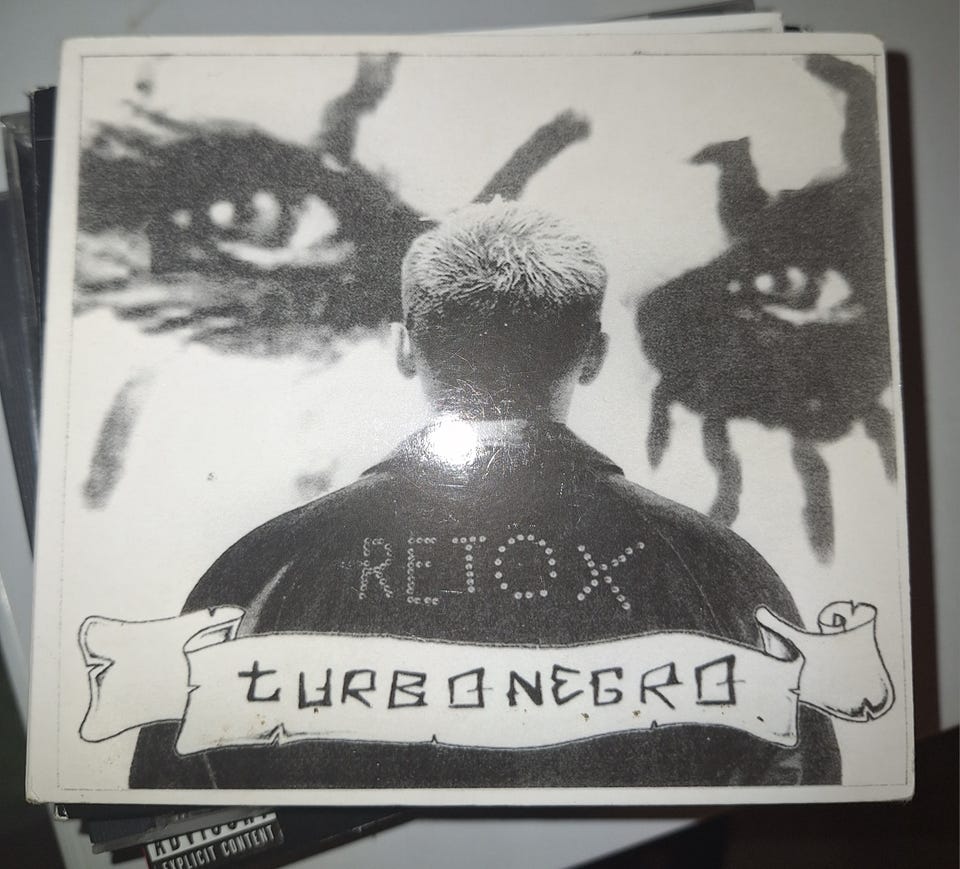 RETOX
tURBONEGRO
ADVISORY
EXPLICIT CONTENT